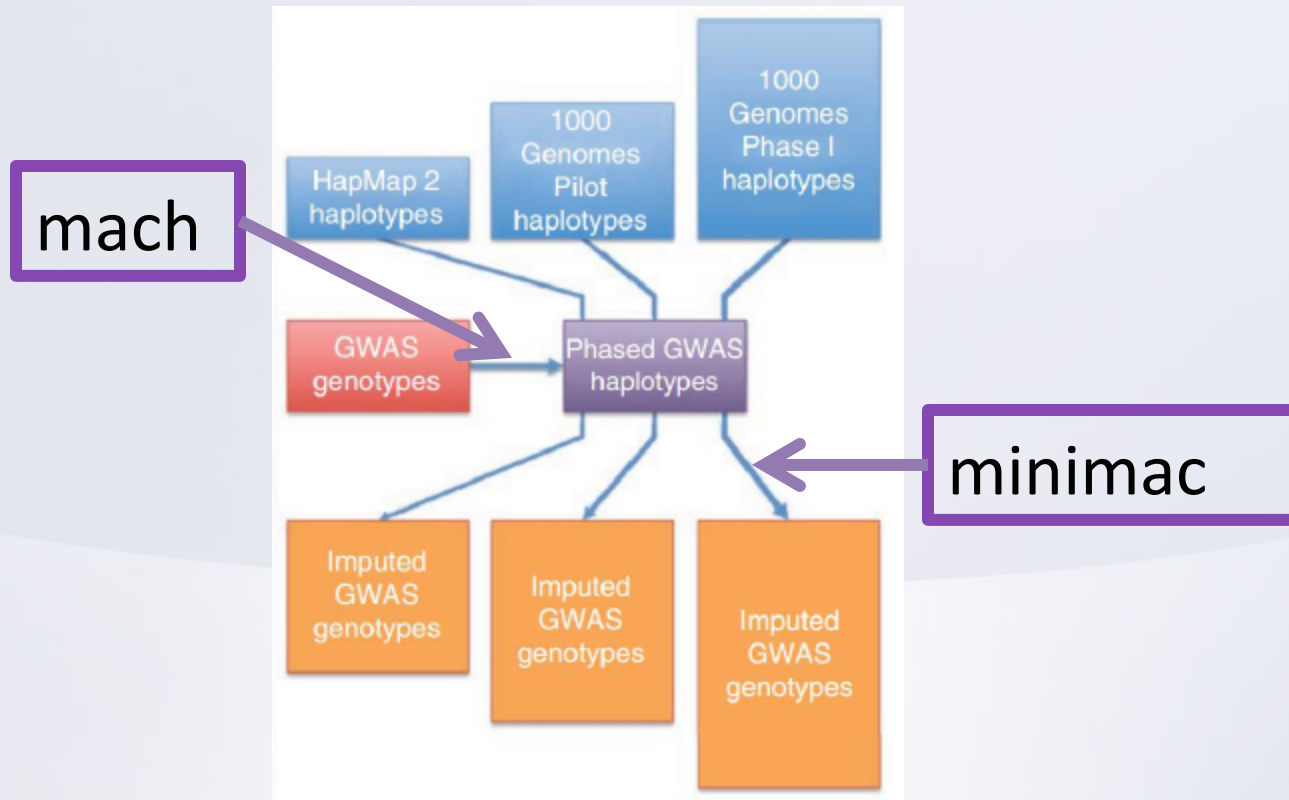 mach
HapMap 2
haplotypes
1000
Genomes
Pilot
haplotypes
1000
Genomes
Phase I
haplotypes
GWAS
genotypes
Phased GWAS
haplotypes
minimac
Imputed
GWAS
genotypes
Imputed
GWAS
genotypes
Imputed
GWAS
genotypes